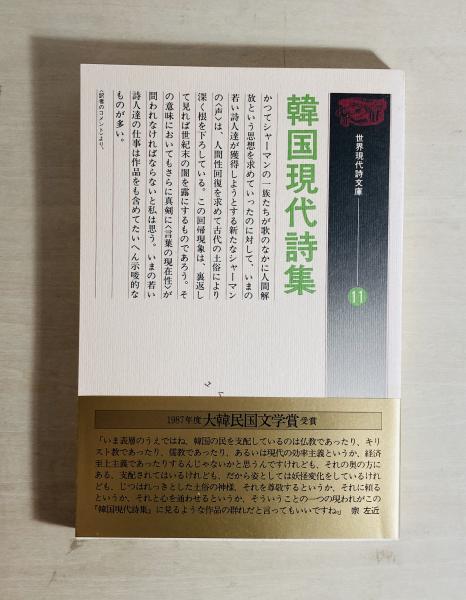 世界現代詩文庫
11
韓国現代詩集
かつてシャーマンの一族たちが歌のなかに人間解
放という思想を求めていったのに対して、いまの
若い詩人達が獲得しようとする新たなシャーマン
の〈声〉は、人間性回復を求めて古代の土俗により
深く根を下ろしている。この回帰現象は、裏返し
て見れば世紀末の闇を露にするものであろう。そ
の意味においてもさらに真剣に〈言葉の現在性〉が
問われなければならないと私は思う。いまの若い
詩人達の仕事は作品をも含めてたいへん示唆的な
ものが多い。
〈訳者のコメント〉より。
1987年度大韓民国文学賞受賞
「いま表層のうえではね、韓国の民を支配しているのは仏教であったり、キリ
スト教であったり、儒教であったり、あるいは現代の効率主義というか、経済
至上主義であったりするんじゃないかと思うんですけれども、それの奥の方に
ある、支配されてはいるけれども、だから姿としては妖怪変化をしているけれ
ども、じつはれっきとした土俗の神様、それを尊敬するというか、それに頼る
というか、それと心を通わせるというか、そういうことの一つの現われがこの
『韓国現代詩集』に見るような作品の群れだと言ってもいいですね」 宗 左近